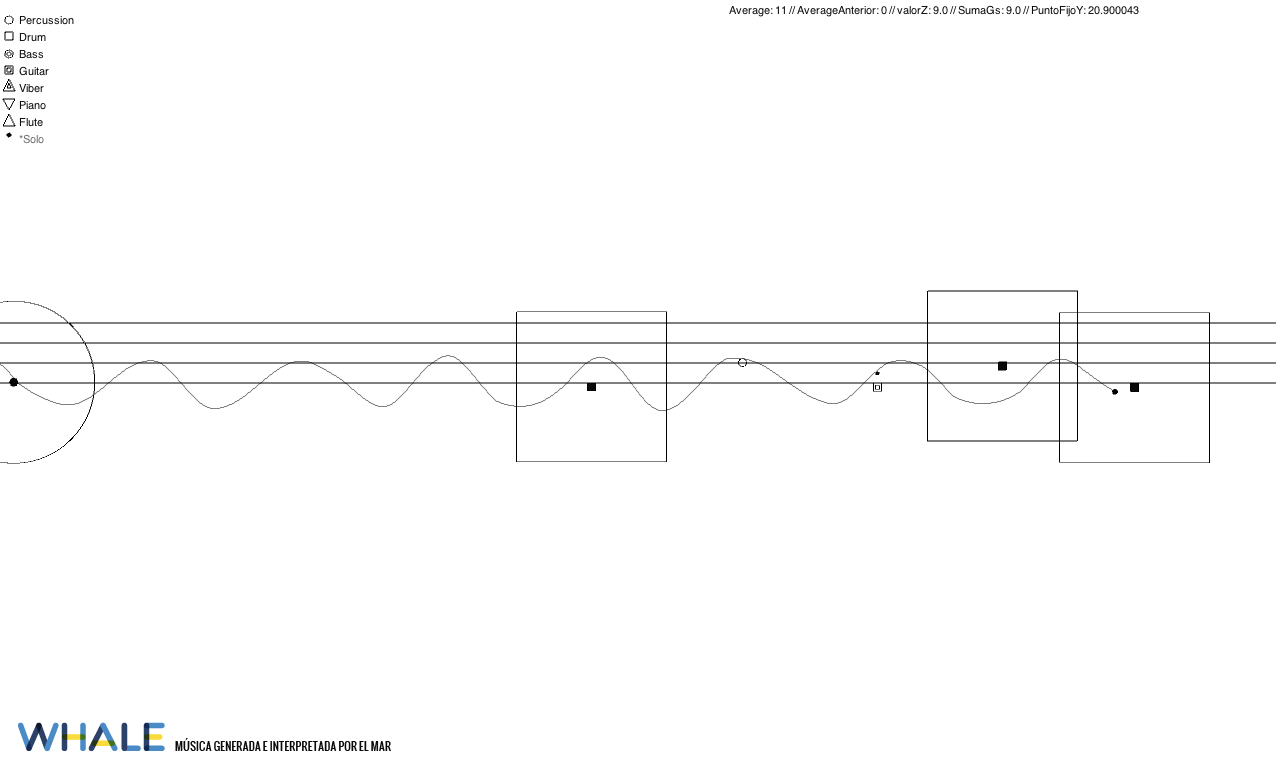 Average: 11 // AverageAnterior: 0 // valorZ: 9.0 // SumaGs: 9.0 // PuntoFijoY: 20.900043
Percussion
Drum
Bass
Guitar
Viber
Piano
Flute
*Solo
WHALE MÚSICA GENERADA E INTERPRETADA POR EL MAR